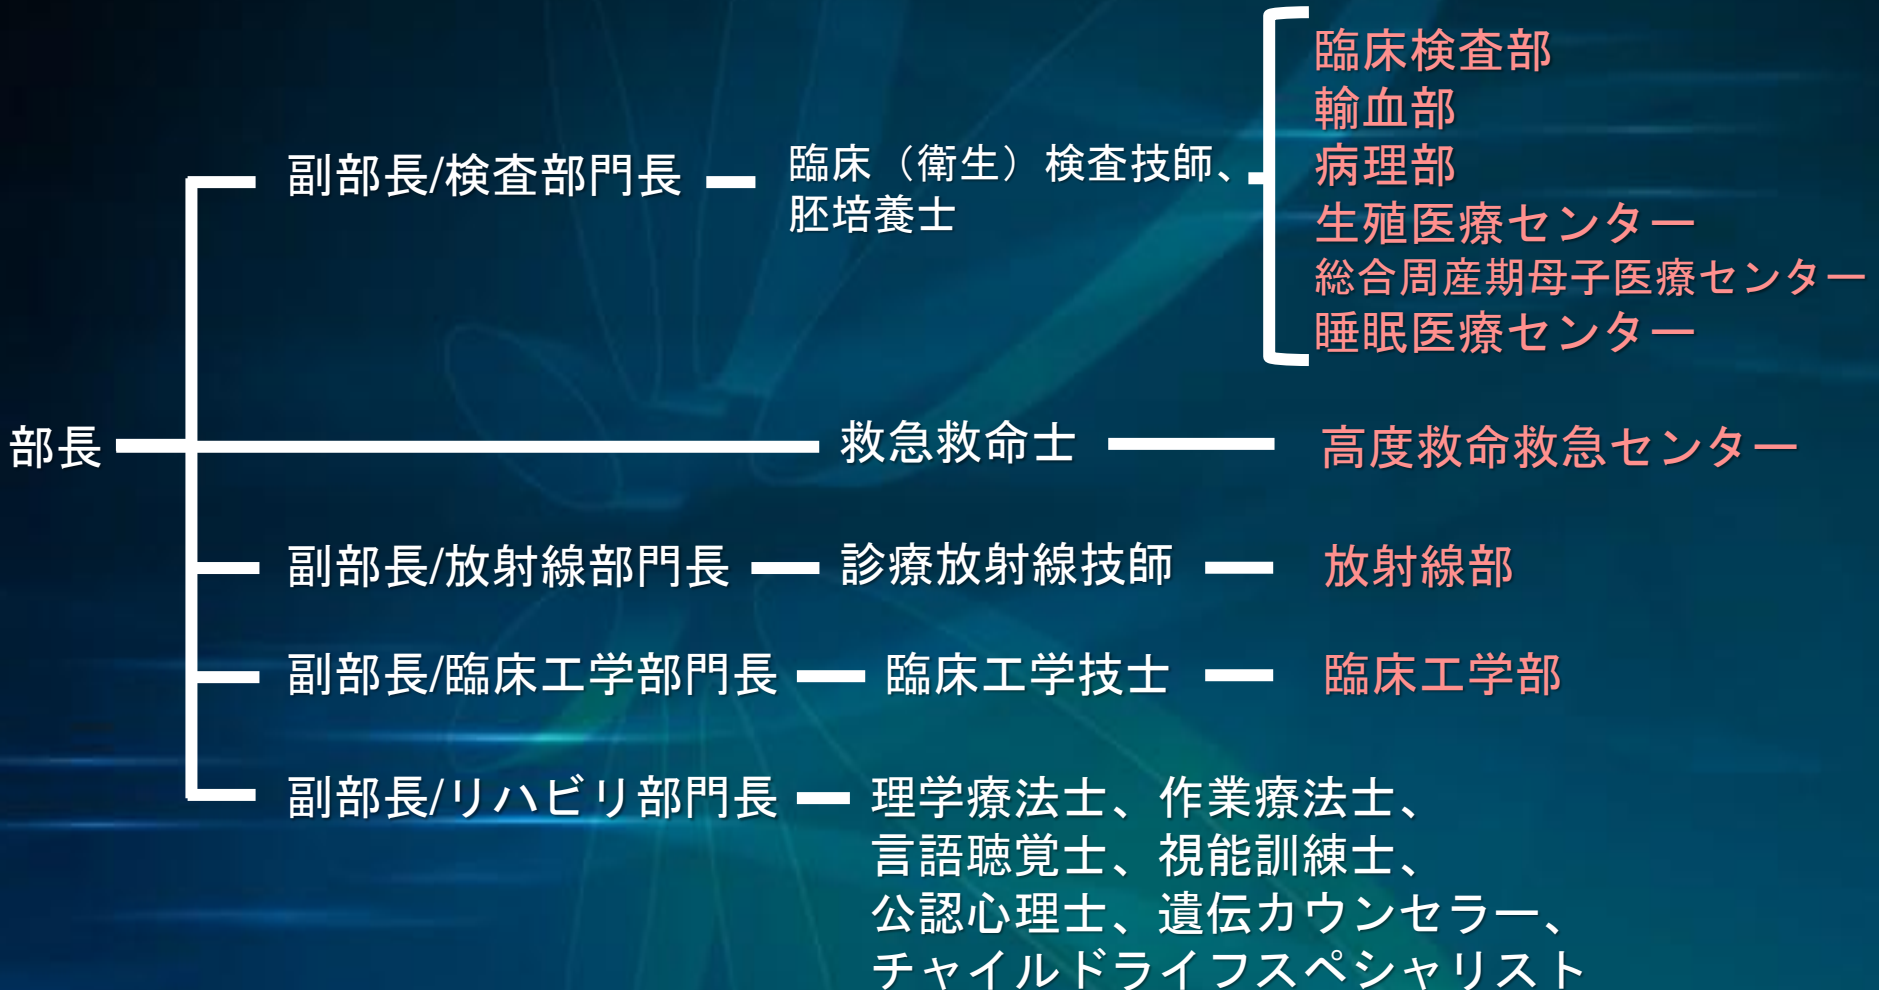 部長
副部長/検査部門長
臨床（衛生）検査技師、
胚培養士
臨床検査部
輸血部
病理部
生殖医療センター
総合周産期母子医療センター
睡眠医療センター
救急救命士
高度救命救急センター
副部長/放射線部門長
診療放射線技師
放射線部
副部長/臨床工学部門長
臨床工学技士
臨床工学部
副部長/リハビリ部門長
理学療法士、作業療法士、
言語聴覚士、視能訓練士、
公認心理士、遺伝カウンセラー、
チャイルドライフスペシャリスト